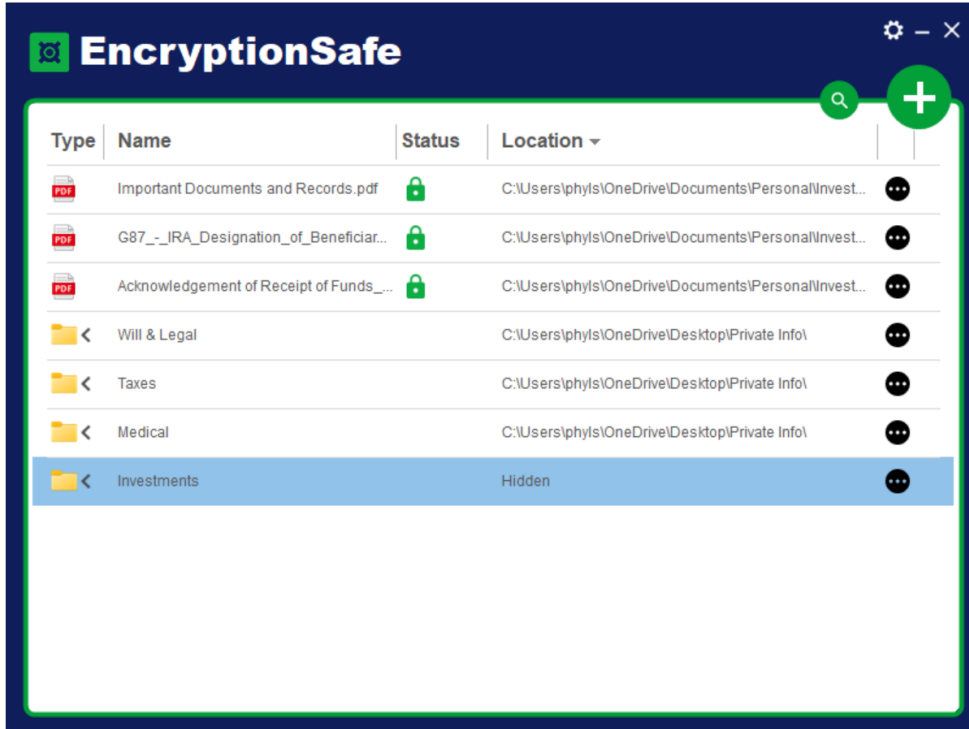 EncryptionSafe
Type Name Status Location
PDF Important Documents and Records.pdf C:\Users\phyls\OneDrive\Documents\Personal\Invest...
PDF G87_-_IRA_Designation_of_Beneficiar... C:\Users\phyls\OneDrive\Documents\Personal\Invest...
PDF Acknowledgement of Receipt of Funds_... C:\Users\phyls\OneDrive\Documents\Personal\Invest...
Will & Legal C:\Users\phyls\OneDrive\Desktop\Private Info\
Taxes C:\Users\phyls\OneDrive\Desktop\Private Info\
Medical C:\Users\phyls\OneDrive\Desktop\Private Info\
Investments Hidden